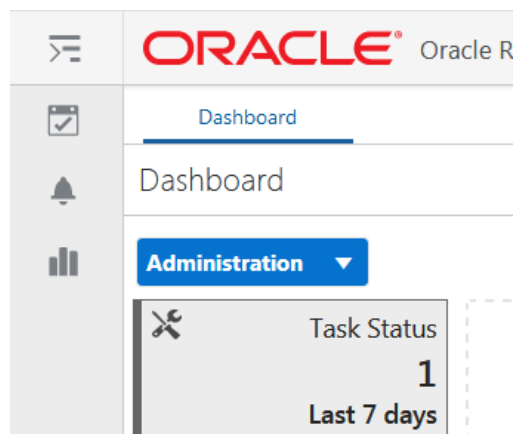 ORACLE® Oracle R
Dashboard
Dashboard
Administration
Task Status
1
Last 7 days